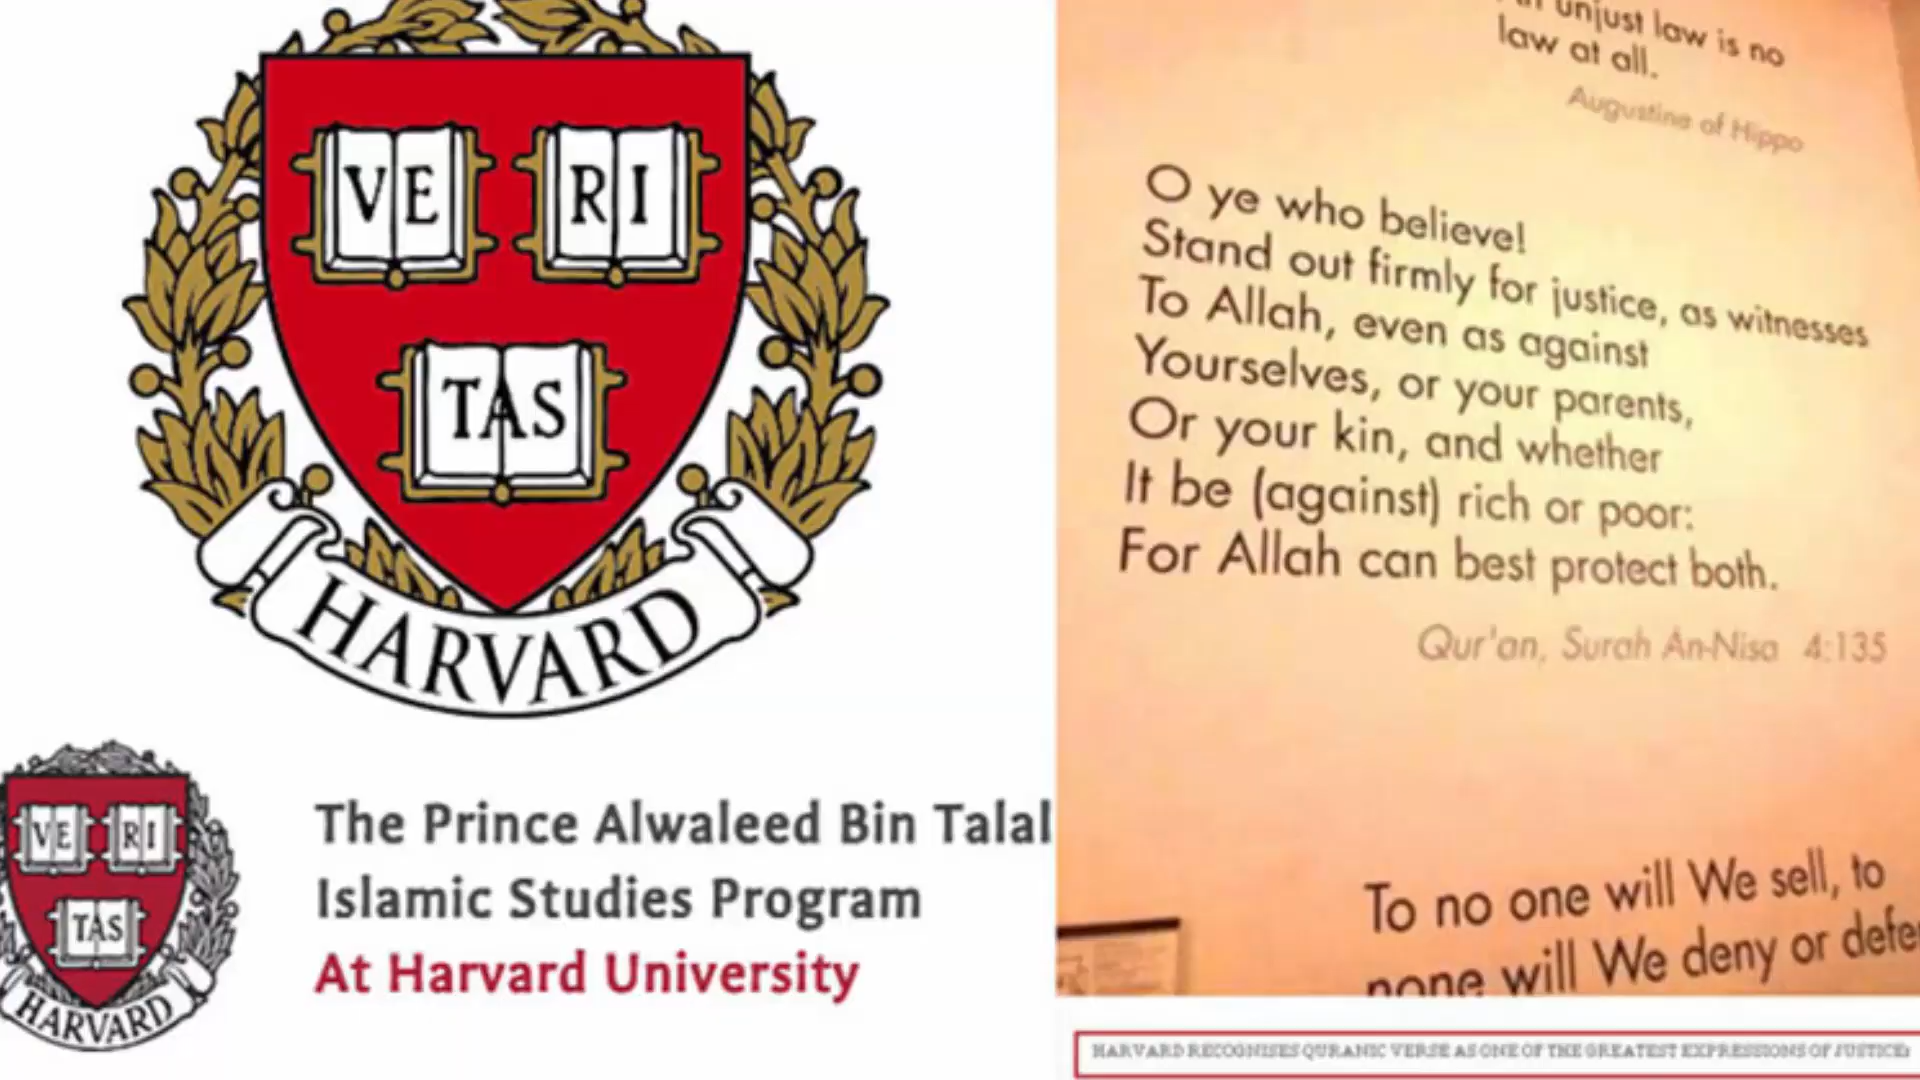 VE RI
TAS
HARVARD
VE RI
TAS
HARVARD
The Prince Alwaleed Bin Talal
Islamic Studies Program
At Harvard University
An unjust law is no
law at all.
Augustine of Hippo
O ye who believe!
Stand out firmly for justice, as witnesses
To Allah, even as against
Yourselves, or your parents,
Or your kin, and whether
It be (against) rich or poor:
For Allah can best protect both.
Qur'an, Surah An-Nisa 4:135
To no one will We sell, to
none will We deny or defe
HARVARD RECOGNISES QURANIC VERSE AS ONE OF THE GREATEST EXPRESSIONS OF JUSTICE: